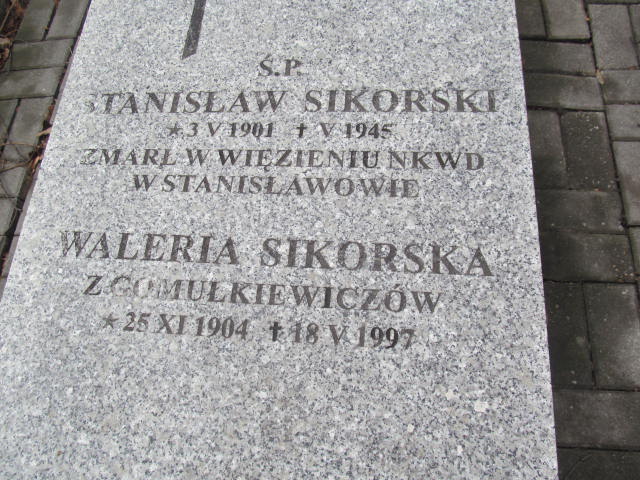 Ś.P.
STANISŁAW SIKORSKI
★ 3 V 1901 ✝ V 1945
ZMARŁ W WIĘZIENIU NKWD
W STANISŁAWOWIE
WALERIA SIKORSKA
Z GOMUŁKIEWICZÓW
★ 25 XI 1904 ✝ 18 V 1997